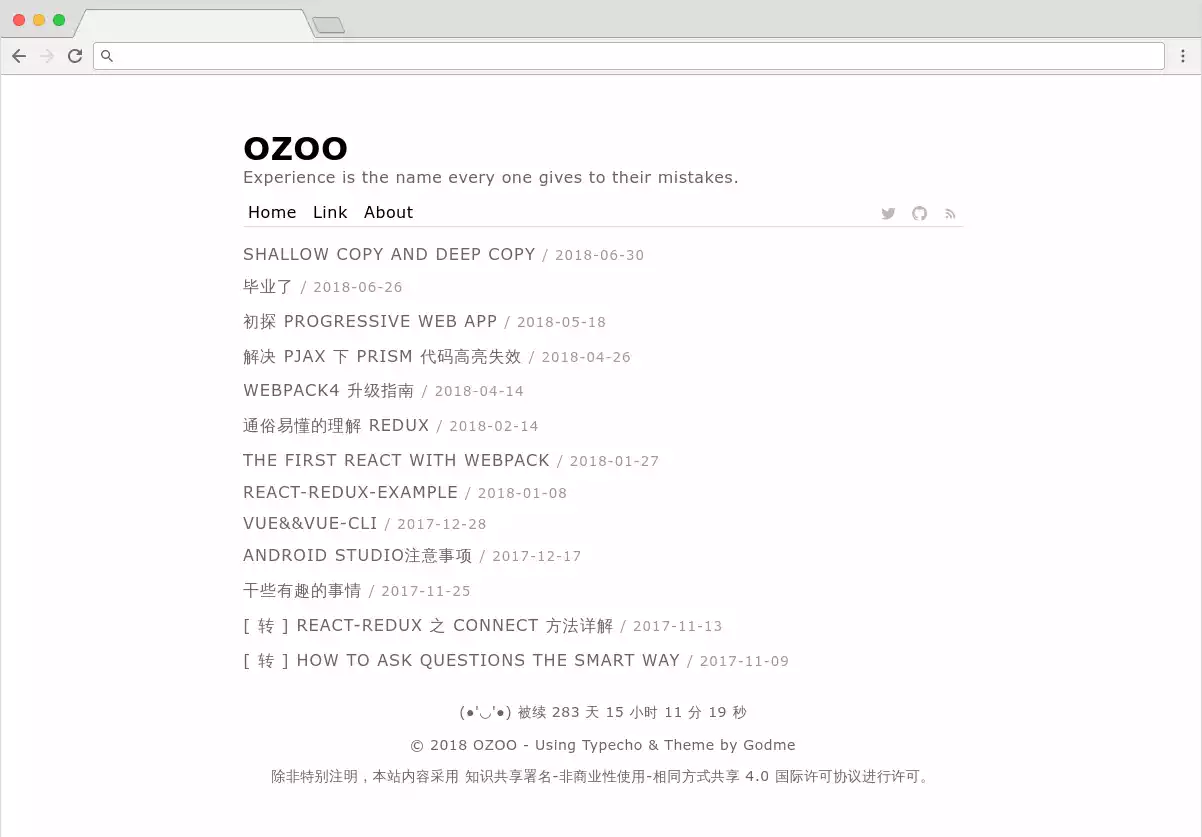 OZOO
Experience is the name every one gives to their mistakes.
Home Link About
SHALLOW COPY AND DEEP COPY / 2018-06-30
毕业了 / 2018-06-26
初探 PROGRESSIVE WEB APP / 2018-05-18
解决 PJAX 下 PRISM 代码高亮失效 / 2018-04-26
WEBPACK4 升级指南 / 2018-04-14
通俗易懂的理解 REDUX / 2018-02-14
THE FIRST REACT WITH WEBPACK / 2018-01-27
REACT-REDUX-EXAMPLE / 2018-01-08
VUE&&VUE-CLI / 2017-12-28
ANDROID STUDIO注意事项 / 2017-12-17
干些有趣的事情 / 2017-11-25
[ 转 ] REACT-REDUX 之 CONNECT 方法详解 / 2017-11-13
[ 转 ] HOW TO ASK QUESTIONS THE SMART WAY / 2017-11-09
(●'◡'●) 被续 283 天 15 小时 11 分 19 秒
© 2018 OZOO - Using Typecho & Theme by Godme
除非特别注明，本站内容采用 知识共享署名-非商业性使用-相同方式共享 4.0 国际许可协议进行许可。